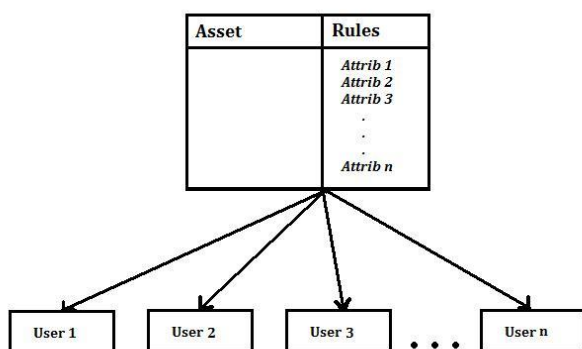 Asset Rules
Attrib 1
Attrib 2
Attrib 3
.
.
.
Attrib n
User 1 User 2 User 3 . . . User n